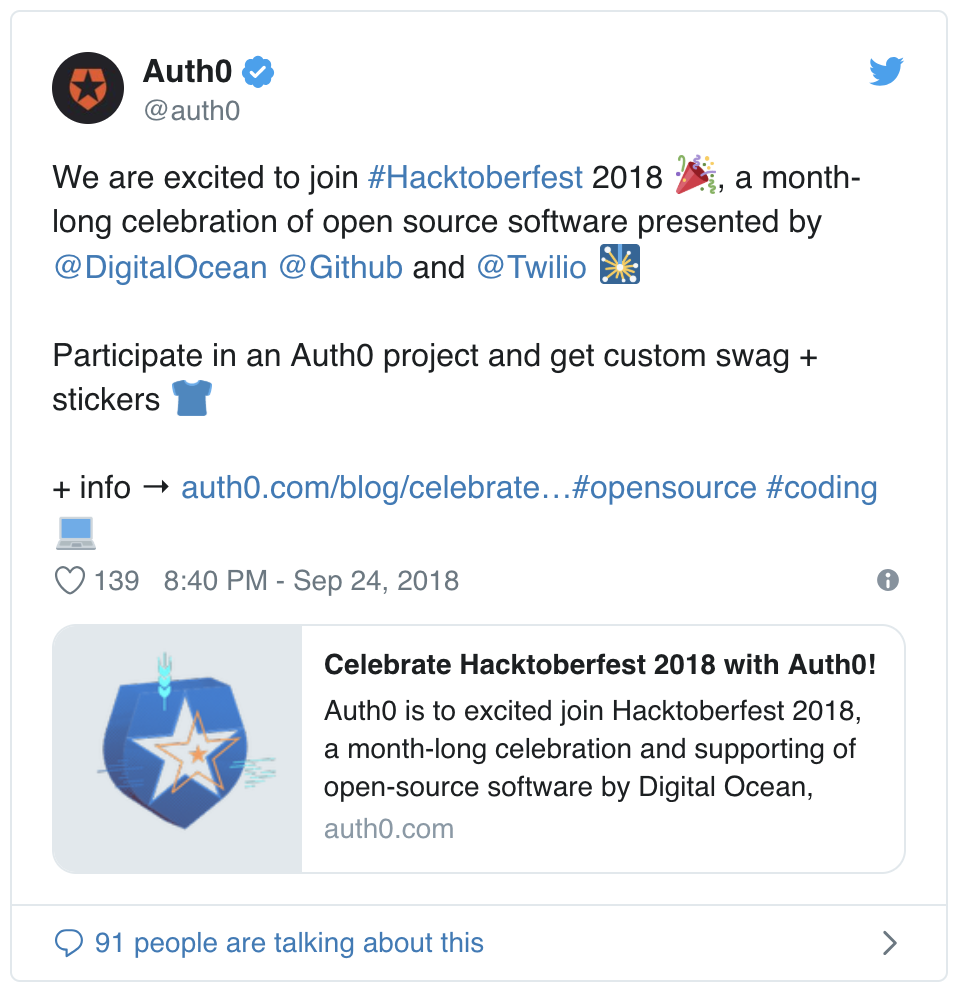 Auth0
@auth0
We are excited to join #Hacktoberfest 2018 🎉, a month-
long celebration of open source software presented by
@DigitalOcean @Github and @Twilio 🎇
Participate in an Auth0 project and get custom swag +
stickers 👕
+ info → auth0.com/blog/celebrate…#opensource #coding
💻
139 8:40 PM - Sep 24, 2018
Celebrate Hacktoberfest 2018 with Auth0!
Auth0 is to excited join Hacktoberfest 2018,
a month-long celebration and supporting of
open-source software by Digital Ocean,
auth0.com
91 people are talking about this